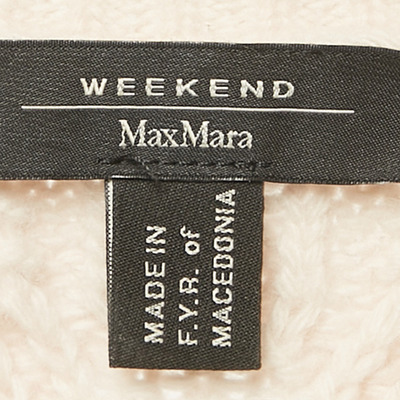 WEEKEND
MaxMara
MADE IN
F.Y.R. of
MACEDONIA